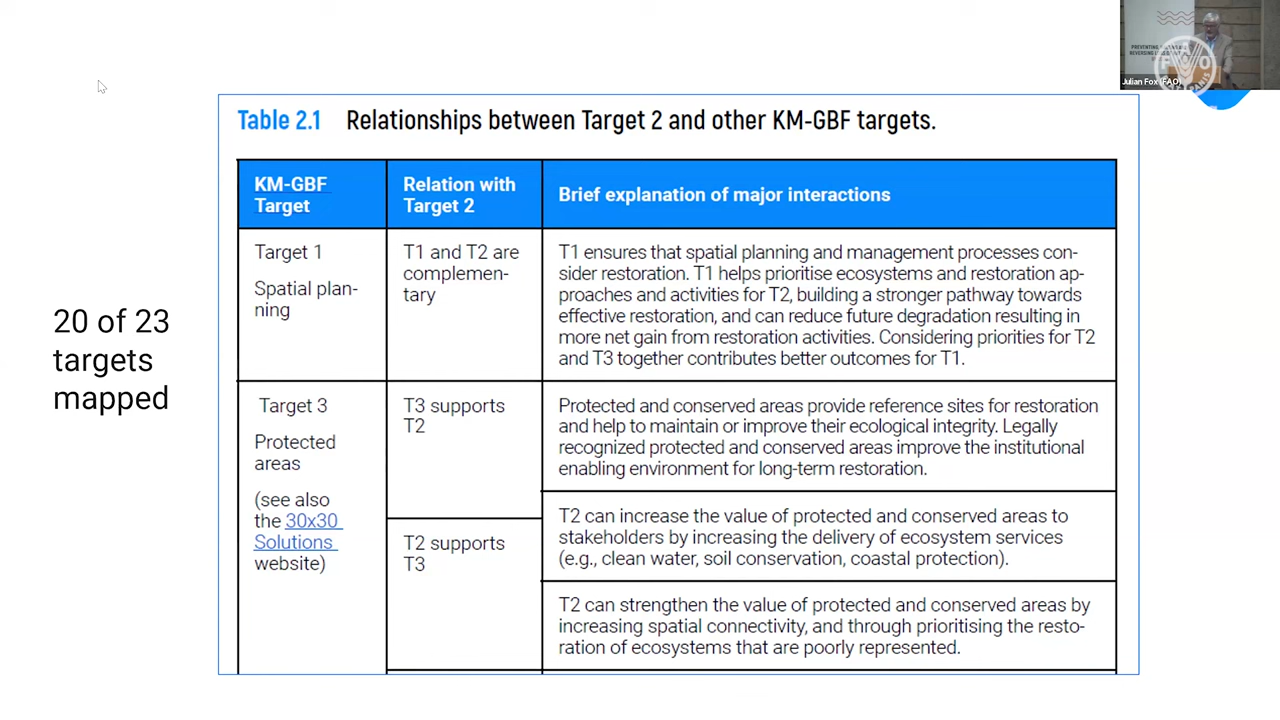 PREVENTING
REVERSING
FAO
Julian Fox (FAO)
Table 2.1 Relationships between Target 2 and other KM-GBF targets.
KM-GBF
Target
Relation with
Target 2
Brief explanation of major interactions
Target 1
Spatial plan-
ning
T1 and T2 are
complemen-
tary
T1 ensures that spatial planning and management processes con-
sider restoration. T1 helps prioritise ecosystems and restoration ap-
proaches and activities for T2, building a stronger pathway towards
effective restoration, and can reduce future degradation resulting in
more net gain from restoration activities. Considering priorities for T2
and T3 together contributes better outcomes for T1.
20 of 23
targets
mapped
Target 3
Protected
areas
(see also
the 30x30
Solutions
website)
T3 supports
T2
Protected and conserved areas provide reference sites for restoration
and help to maintain or improve their ecological integrity. Legally
recognized protected and conserved areas improve the institutional
enabling environment for long-term restoration.
T2 supports
T3
T2 can increase the value of protected and conserved areas to
stakeholders by increasing the delivery of ecosystem services
(e.g., clean water, soil conservation, coastal protection).
T2 can strengthen the value of protected and conserved areas by
increasing spatial connectivity, and through prioritising the resto-
ration of ecosystems that are poorly represented.